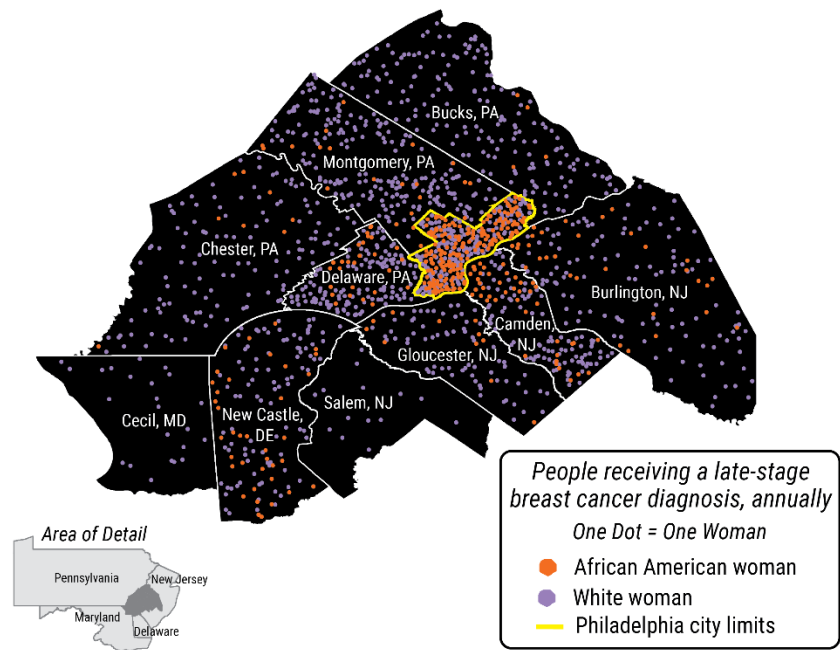 Bucks, PA
Montgomery, PA
Chester, PA
Delaware, PA
Burlington, NJ
Camden,
NJ
Gloucester, NJ
Cecil, MD
New Castle,
DE
Salem, NJ
People receiving a late-stage
breast cancer diagnosis, annually
One Dot = One Woman
African American woman
White woman
Philadelphia city limits
Area of Detail
Pennsylvania
New Jersey
Maryland
Delaware